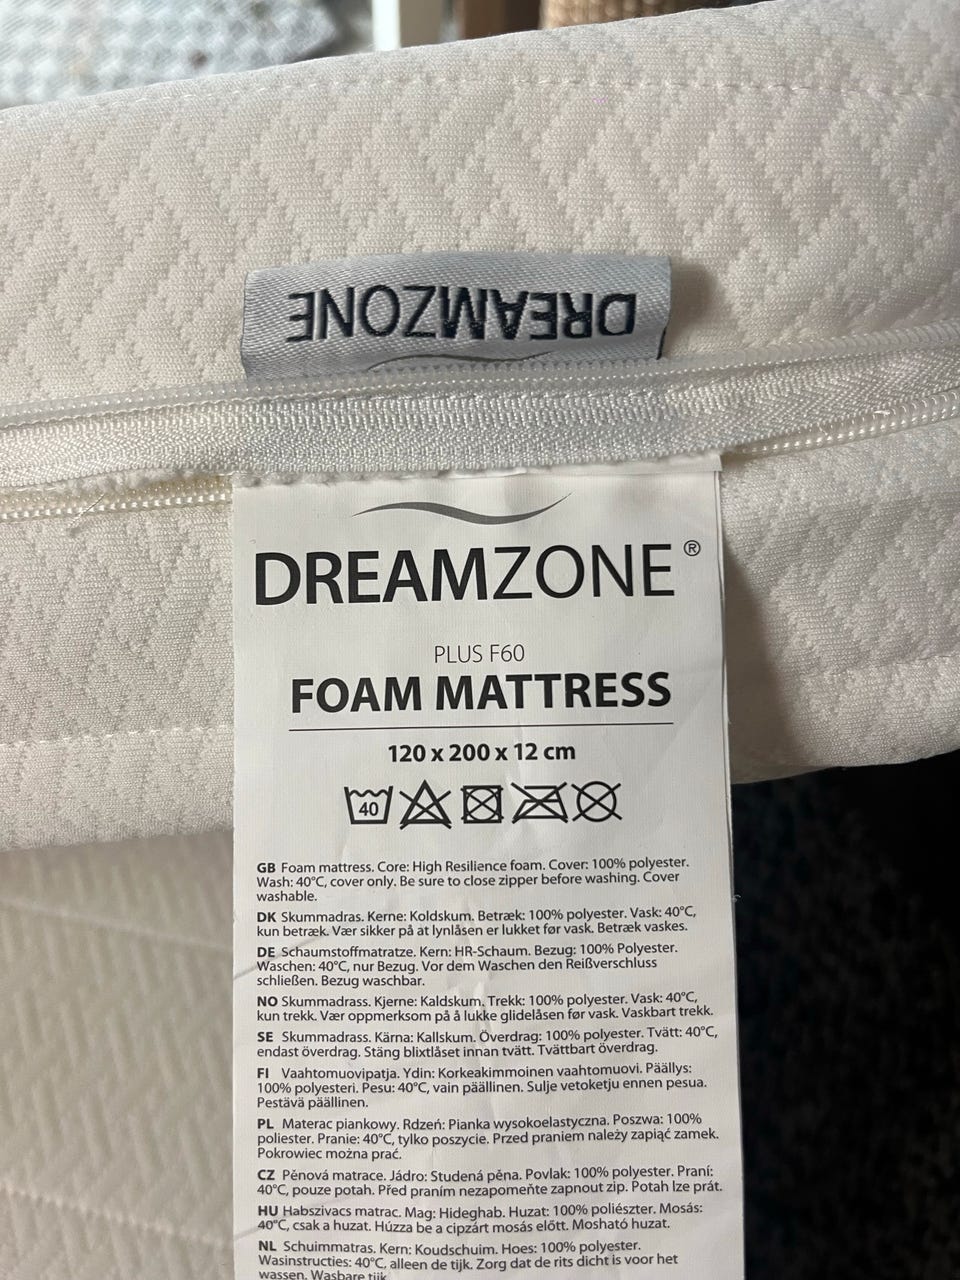 DREAMZONE
DREAMZONE®
PLUS F60
FOAM MATTRESS
120 x 200 x 12 cm
40
GB Foam mattress. Core: High Resilience foam. Cover: 100% polyester.
Wash: 40°C, cover only. Be sure to close zipper before washing. Cover
washable.
DK Skummadras. Kerne: Koldskum. Betræk: 100% polyester. Vask: 40°C,
kun betræk. Vær sikker på at lynlåsen er lukket før vask. Betræk vaskes.
DE Schaumstoffmatratze. Kern: HR-Schaum. Bezug: 100% Polyester.
Waschen: 40°C, nur Bezug. Vor dem Waschen den Reißverschluss
schließen. Bezug waschbar.
NO Skummadrass. Kjerne: Kaldskum. Trekk: 100% polyester. Vask: 40°C,
kun trekk. Vær oppmerksom på å lukke glidelåsen før vask. Vaskbart trekk.
SE Skummadrass. Kärna: Kallskum. Överdrag: 100% polyester. Tvätt: 40°C,
endast överdrag. Stäng blixtlåset innan tvätt. Tvättbart överdrag.
FI Vaahtomuovipatja. Ydin: Korkeakimmoinen vaahtomuovi. Päällys:
100% polyesteri. Pesu: 40°C, vain päällinen. Sulje vetoketju ennen pesua.
Pestävä päällinen.
PL Materac piankowy. Rdzeń: Pianka wysokoelastyczna. Poszwa: 100%
poliester. Pranie: 40°C, tylko poszycie. Przed praniem należy zapiąć zamek.
Pokrowiec można prać.
CZ Pěnová matrace. Jádro: Studená pěna. Povlak: 100% polyester. Praní:
40°C, pouze potah. Před praním nezapomeňte zapnout zip. Potah lze prát.
HU Habszivacs matrac. Mag: Hideghab. Huzat: 100% poliészter. Mosás:
40°C, csak a huzat. Húzza be a cipzárt mosás előtt. Mosható huzat.
NL Schuimmatras. Kern: Koudschuim. Hoes: 100% polyester.
Wasinstructies: 40°C, alleen de tijk. Zorg dat de rits dicht is voor het
wassen. Wasbare tijk.